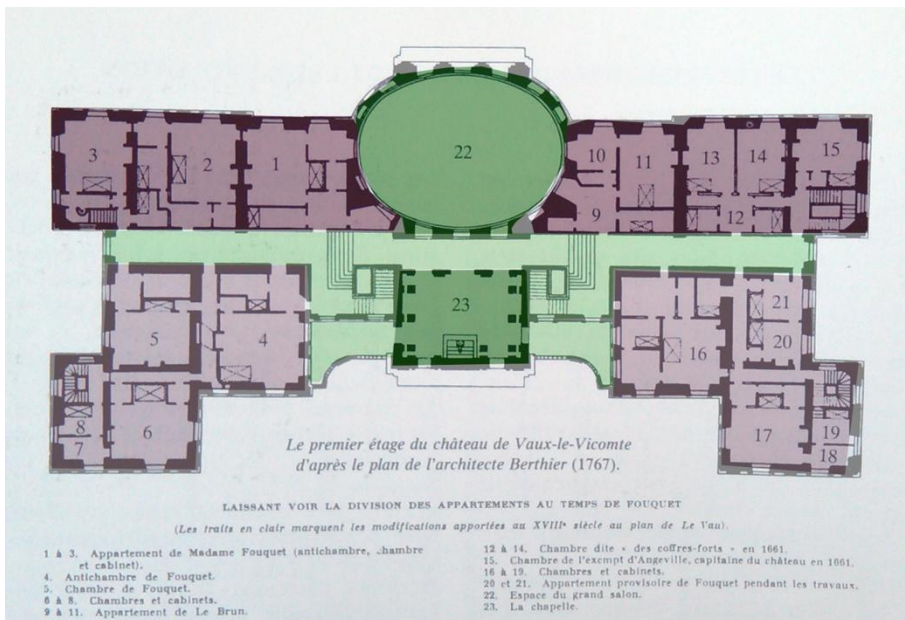 22
3
2
1
10
11
13
14
15
9
12
23
5
4
16
21
20
8
7
6
17
19
18
Le premier étage du château de Vaux-le-Vicomte
d'après le plan de l'architecte Berthier (1767).
LAISSANT VOIR LA DIVISION DES APPARTEMENTS AU TEMPS DE FOUQUET
(Les traits en clair marquent les modifications apportées au XVIIIe siècle au plan de Le Vau).
1 à 3. Appartement de Madame Fouquet (antichambre, chambre
et cabinet).
4. Antichambre de Fouquet.
5. Chambre de Fouquet.
6 à 8. Chambres et cabinets.
9 à 11. Appartement de Le Brun.
12 à 14. Chambre dite « des coffres-forts » en 1661.
15. Chambre de l'exempt d'Angeville, capitaine du château en 1661.
16 à 19. Chambres et cabinets.
20 et 21. Appartement provisoire de Fouquet pendant les travaux.
22. Espace du grand salon.
23. La chapelle.